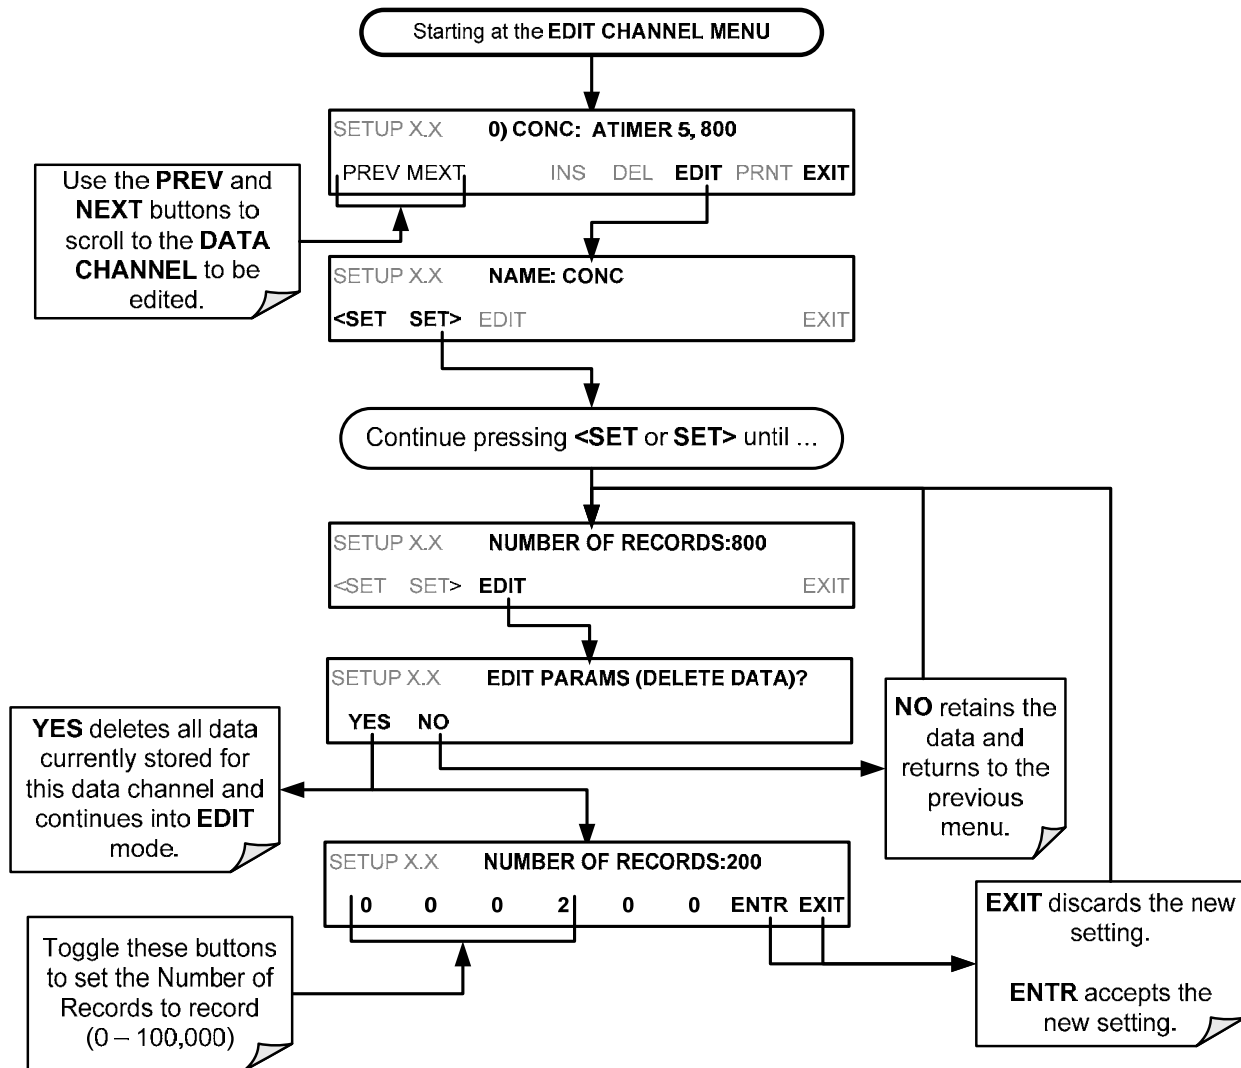 Starting at the EDIT CHANNEL MENU
SETUP X.X 0) CONC: ATIMER 5, 800
PREV MEXT INS DEL EDIT PRNT EXIT
Use the PREV and
NEXT buttons to
scroll to the DATA
CHANNEL to be
edited.
SETUP X.X NAME: CONC
<SET SET> EDIT EXIT
Continue pressing <SET or SET> until ...
SETUP X.X NUMBER OF RECORDS:800
<SET SET> EDIT EXIT
SETUP X.X EDIT PARAMS (DELETE DATA)?
YES NO
YES deletes all data
currently stored for
this data channel and
continues into EDIT
mode.
NO retains the
data and
returns to the
previous
menu.
SETUP X.X NUMBER OF RECORDS:200
0 0 0 2 0 0 ENTR EXIT
Toggle these buttons
to set the Number of
Records to record
(0 – 100,000)
EXIT discards the new
setting.
ENTR accepts the
new setting.